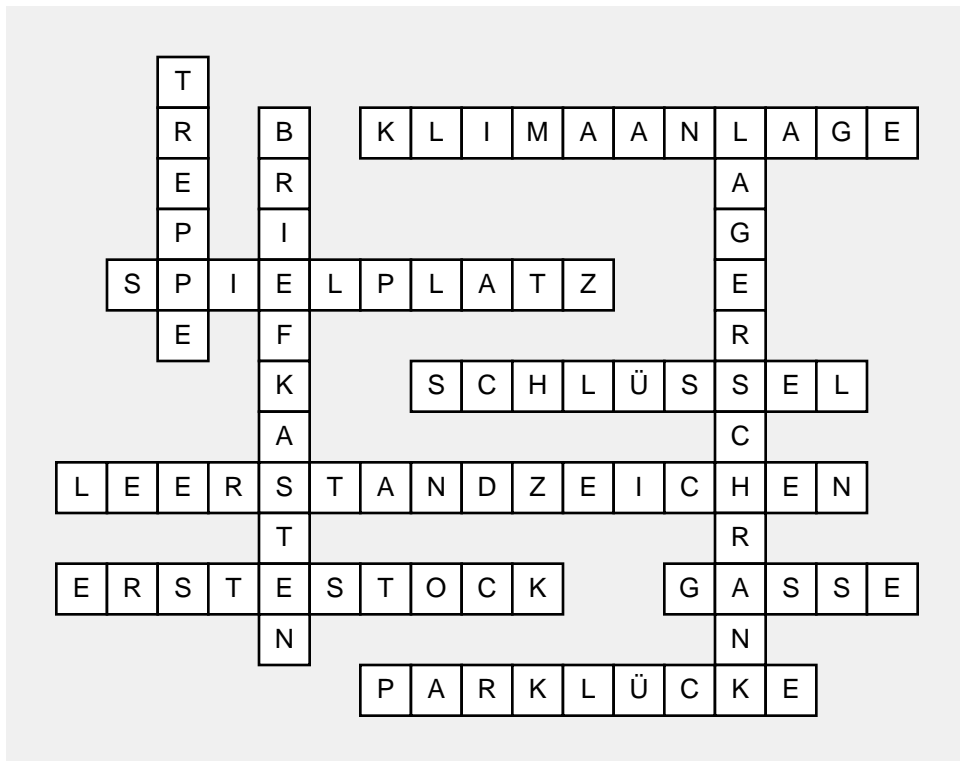 TREPPE
BRIEFKASTEN
KLIMAANLAGE
LAGERSCHRANK
SPIELPLATZ
SCHLÜSSEL
LEERSTANDZEICHEN
ERSTESTOCK
GASSE
PARKLÜCKE